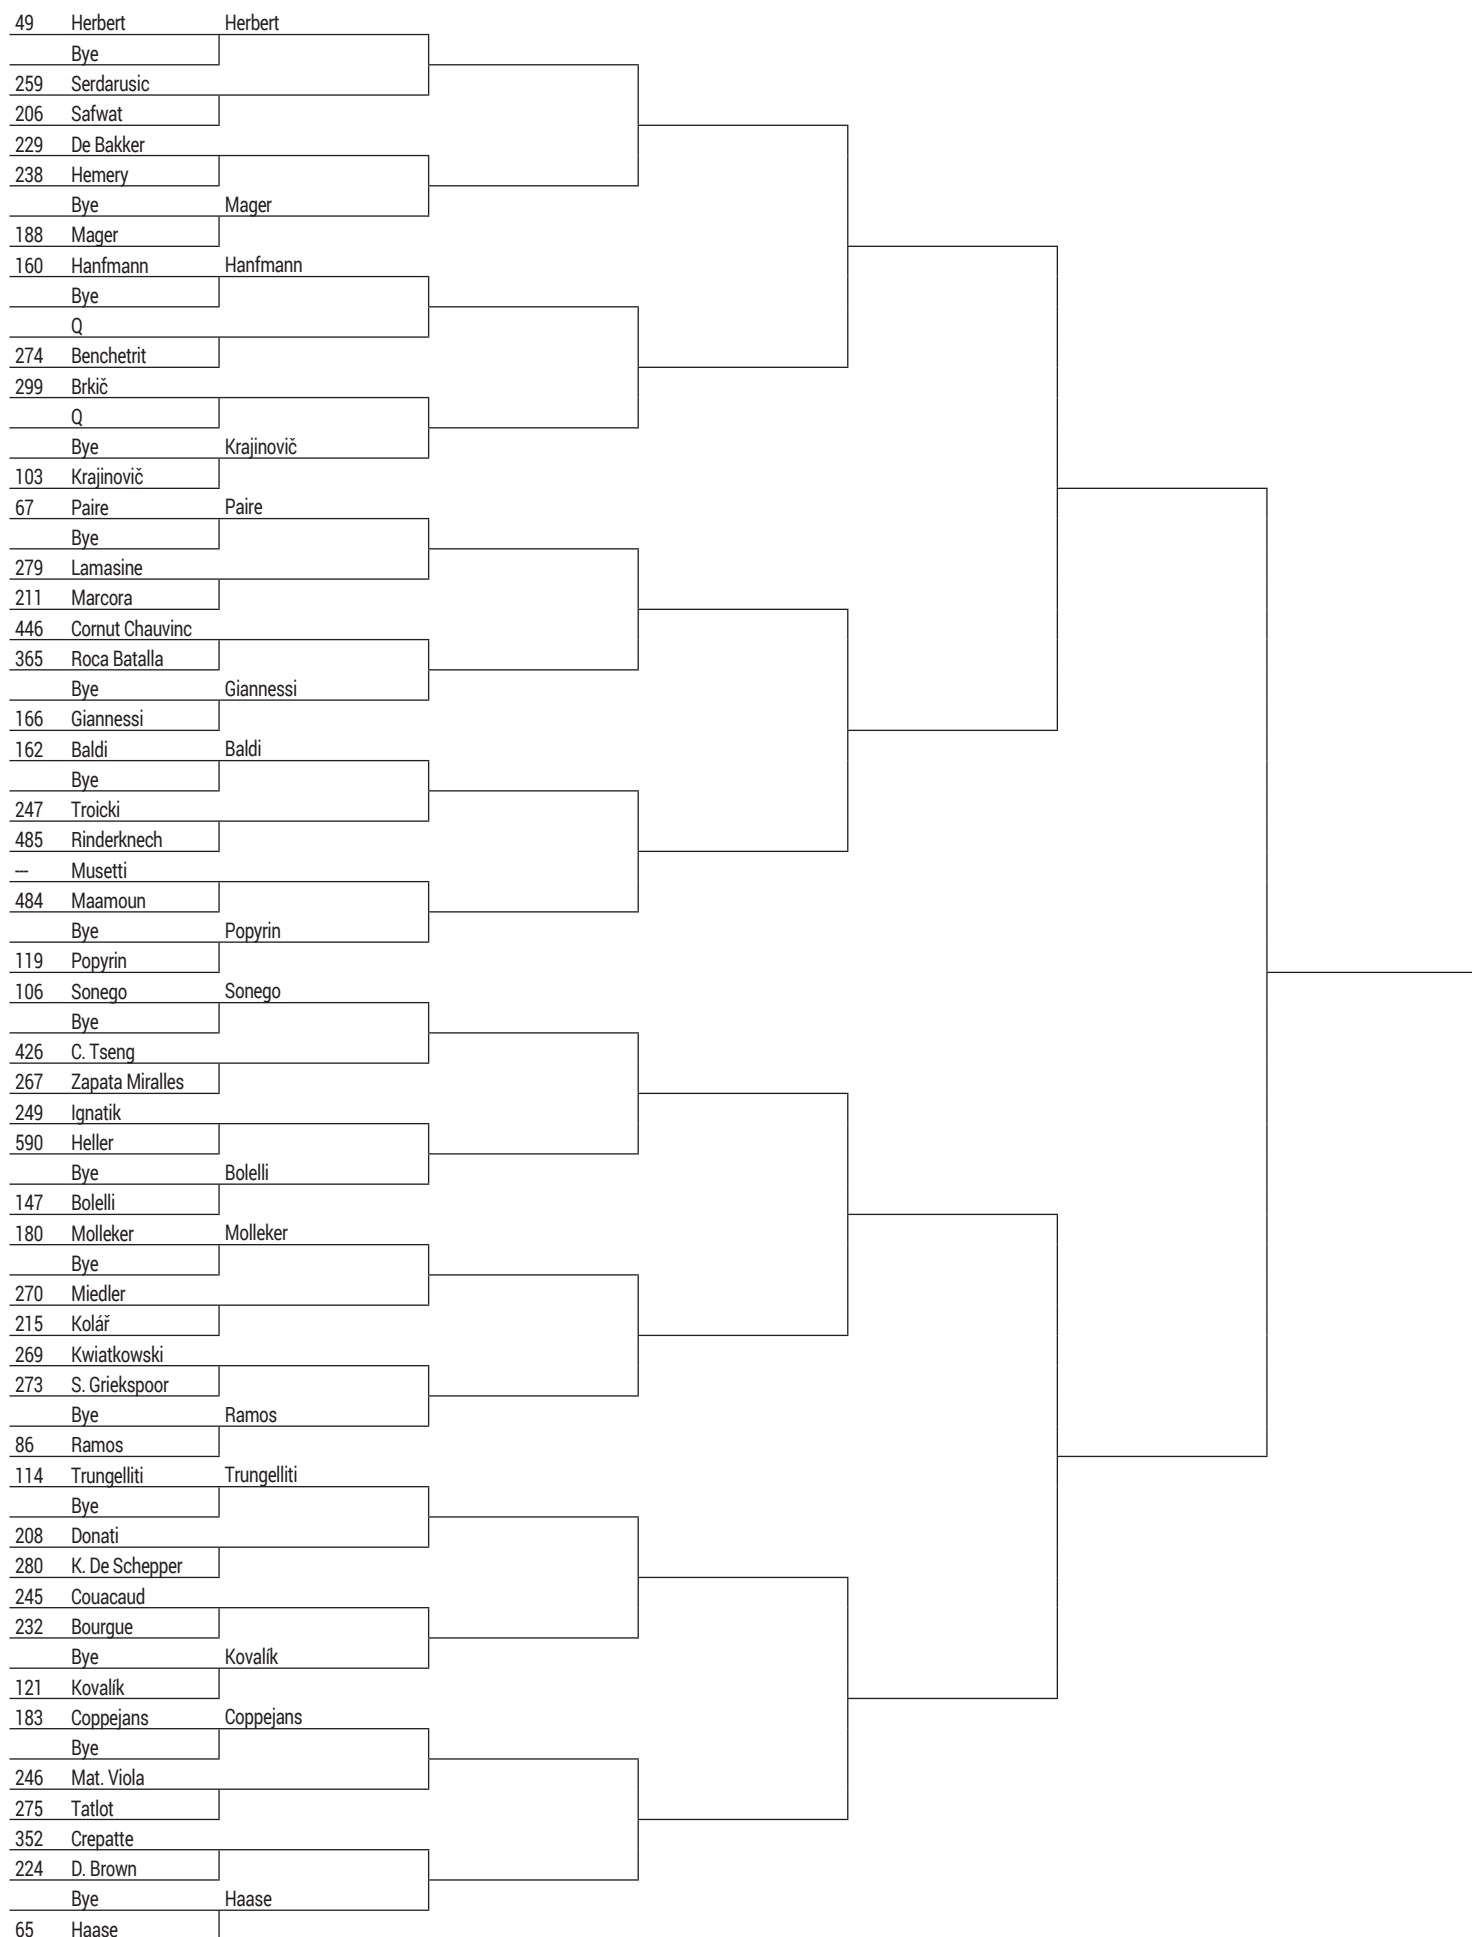 49 Herbert Herbert
Bye
259 Serdarusic
206 Safwat
229 De Bakker
238 Hemery
Bye Mager
188 Mager
160 Hanfmann Hanfmann
Bye
Q
274 Benchetrit
299 Brkič
Q
Bye Krajinovič
103 Krajinovič
67 Paire Paire
Bye
279 Lamasine
211 Marcora
446 Cornut Chauvinc
365 Roca Batalla
Bye Giannessi
166 Giannessi
162 Baldi Baldi
Bye
247 Troicki
485 Rinderknech
--- Musetti
484 Maamoun
Bye Popyrin
119 Popyrin
106 Sonego Sonego
Bye
426 C. Tseng
267 Zapata Miralles
249 Ignatik
590 Heller
Bye Bolelli
147 Bolelli
180 Molleker Molleker
Bye
270 Miedler
215 Kolář
269 Kwiatkowski
273 S. Griekspoor
Bye Ramos
86 Ramos
114 Trungelliti Trungelliti
Bye
208 Donati
280 K. De Schepper
245 Couacaud
232 Bourgue
Bye Kovalík
121 Kovalík
183 Coppejans Coppejans
Bye
246 Mat. Viola
275 Tatlot
352 Crepatte
224 D. Brown
Bye Haase
65 Haase